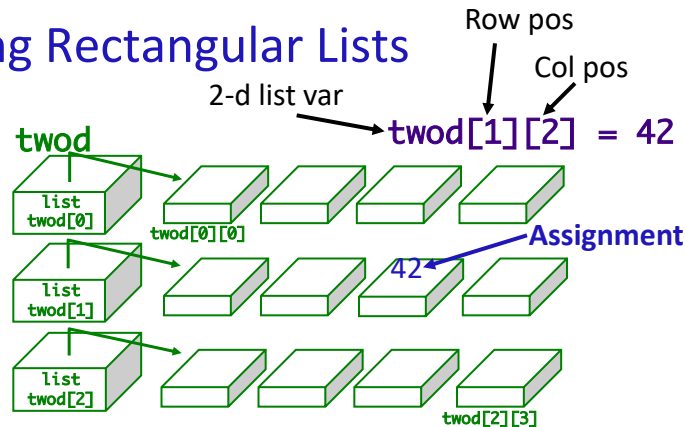 ng Rectangular Lists
Row pos
Col pos
2-d list var
twod[1][2] = 42
twod
list
twod[0]
twod[0][0]
Assignment
42
list
twod[1]
list
twod[2]
twod[2][3]